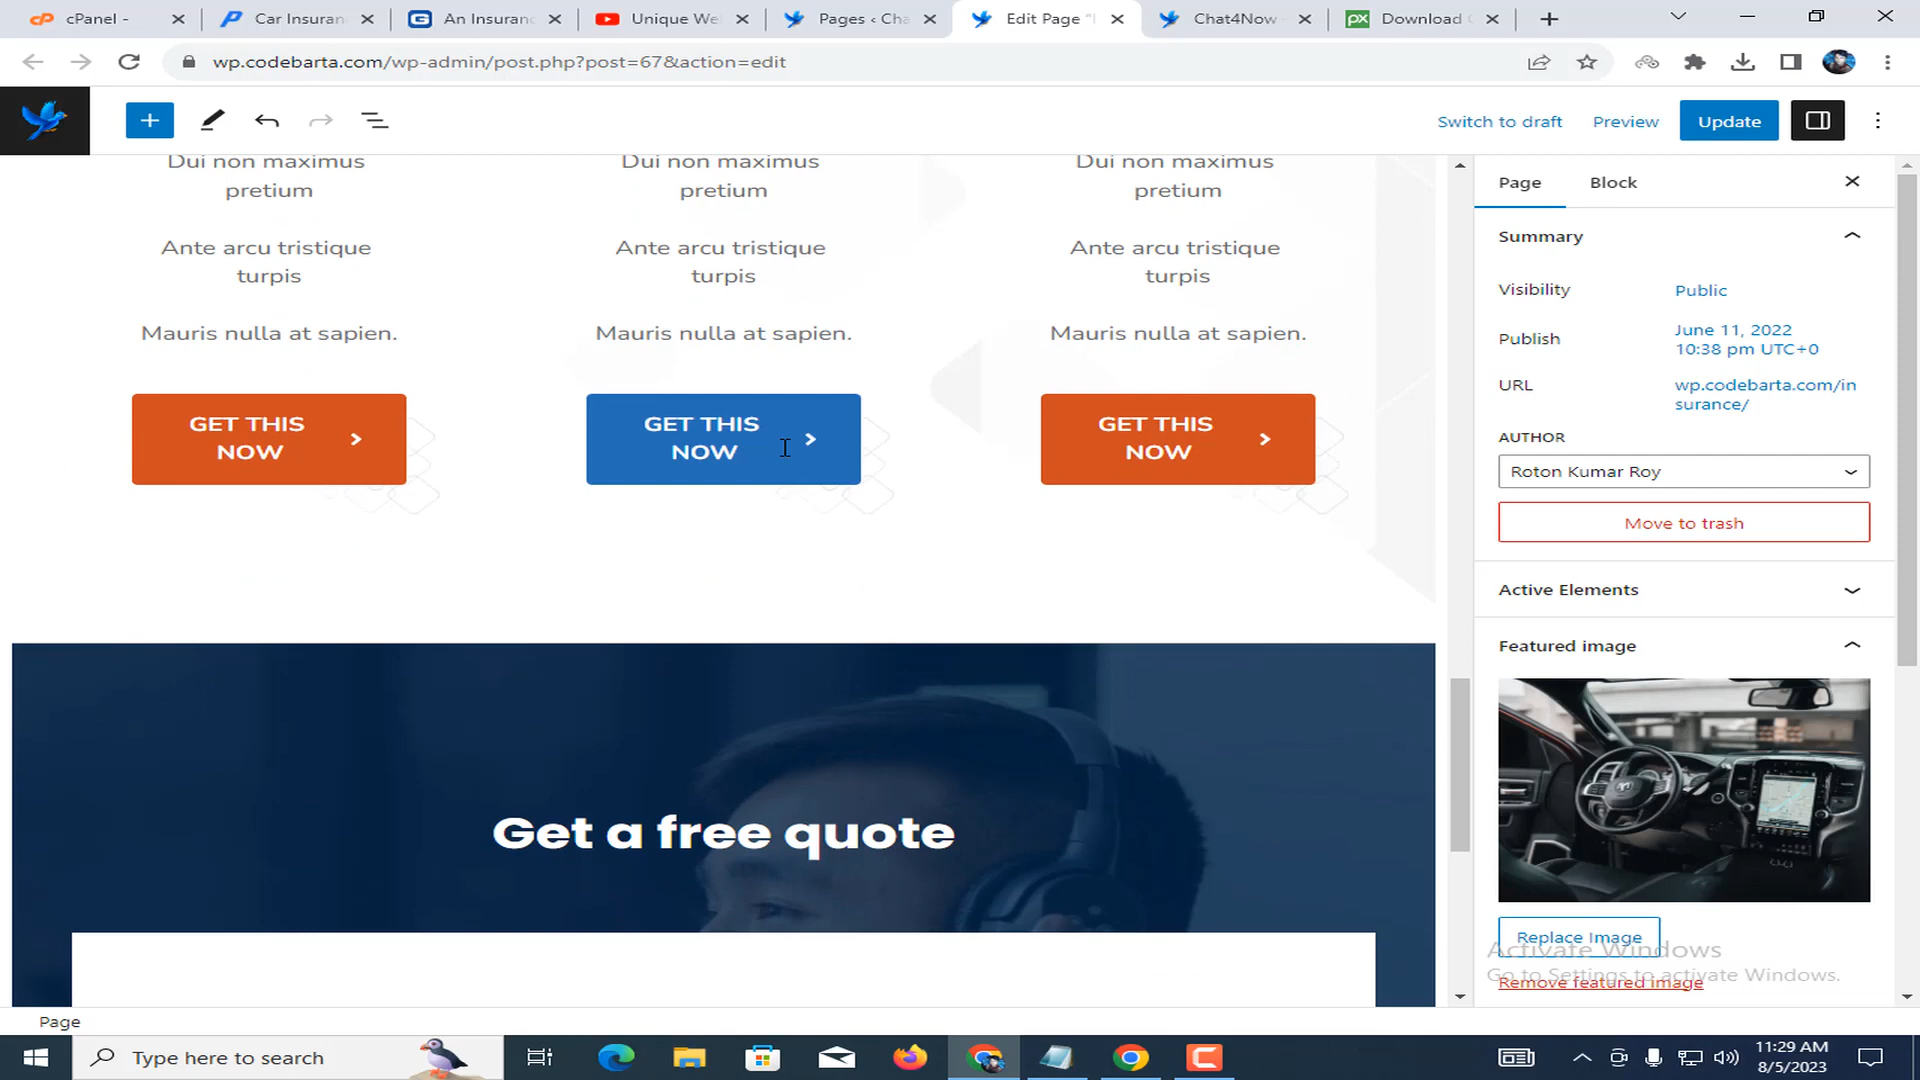 cPanel -
Car Insuran
An Insuran
Unique We
Pages ‹ Cha
Edit Page "
Chat4Now
Download
wp.codebarta.com/wp-admin/post.php?post=67&action=edit
Switch to draft
Preview
Update
Dui non maximus
pretium
Ante arcu tristique
turpis
Mauris nulla at sapien.
GET THIS
NOW
Dui non maximus
pretium
Ante arcu tristique
turpis
Mauris nulla at sapien.
GET THIS
NOW
Dui non maximus
pretium
Ante arcu tristique
turpis
Mauris nulla at sapien.
GET THIS
NOW
Get a free quote
Page
Block
Summary
Visibility
Public
Publish
June 11, 2022
10:38 pm UTC+0
URL
wp.codebarta.com/in
surance/
AUTHOR
Roton Kumar Roy
Move to trash
Active Elements
Featured image
Replace Image
Remove featured image
Activate Windows
Go to Settings to activate Windows.
Page
Type here to search
11:29 AM
8/5/2023